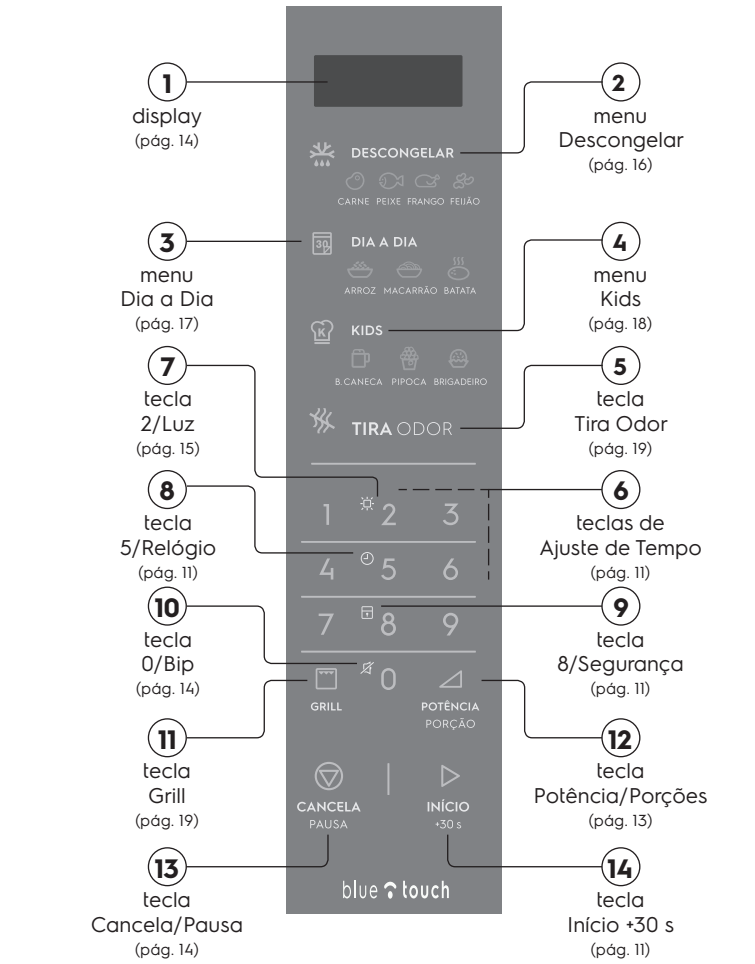 1
display
(pág. 14)
2
menu
Descongelar
(pág. 16)
DESCONGELAR
CARNE PEIXE FRANGO FEIJÃO
3
menu
Dia a Dia
(pág. 17)
30
DIA A DIA
ARROZ MACARRÃO BATATA
4
menu
Kids
(pág. 18)
K
KIDS
B.CANECA PIPOCA BRIGADEIRO
7
tecla
2/Luz
(pág. 15)
5
tecla
Tira Odor
(pág. 19)
TIRA ODOR
8
tecla
5/Relógio
(pág. 11)
1 2 3
4 5 6
6
teclas de
Ajuste de Tempo
(pág. 11)
10
tecla
0/Bip
(pág. 14)
7 8 9
0
9
tecla
8/Segurança
(pág. 11)
GRILL
POTÊNCIA
PORÇÃO
11
tecla
Grill
(pág. 19)
12
tecla
Potência/Porções
(pág. 13)
CANCELA
PAUSA
INÍCIO
+30 s
13
tecla
Cancela/Pausa
(pág. 14)
14
tecla
Início +30 s
(pág. 11)
blue touch